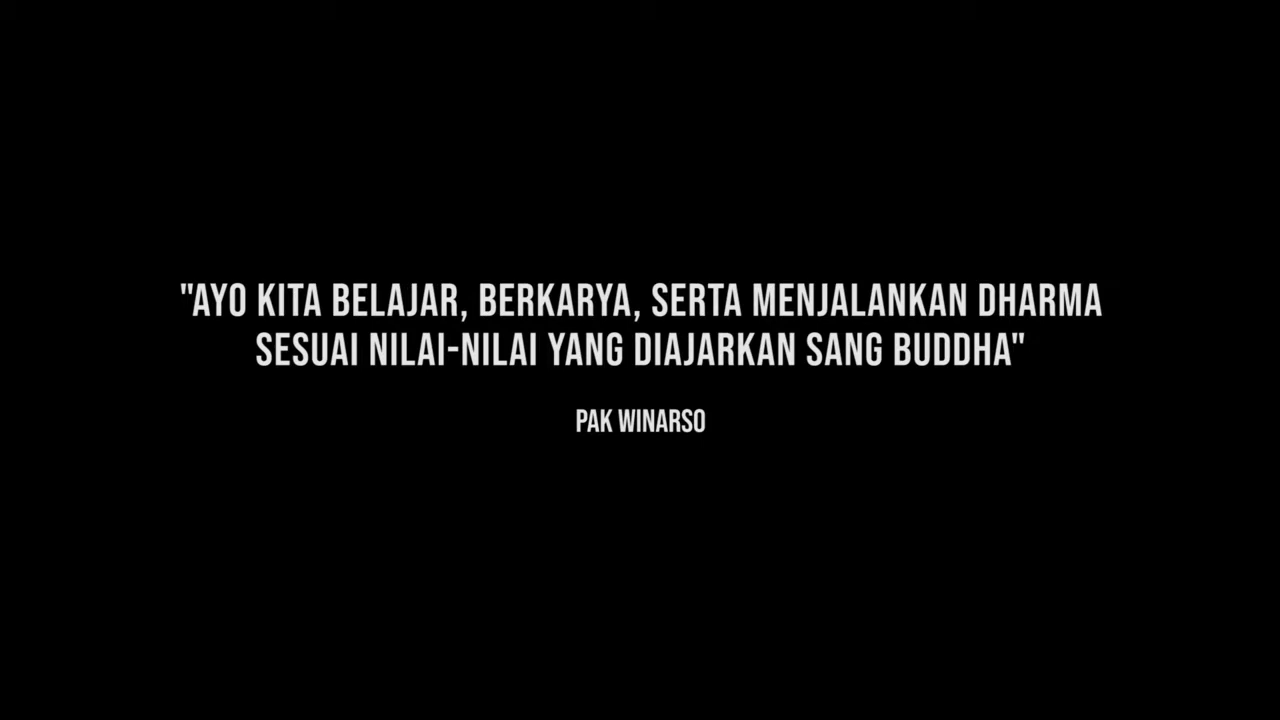 "AYO KITA BELAJAR, BERKARYA, SERTA MENJALANKAN DHARMA
SESUAI NILAI-NILAI YANG DIAJARKAN SANG BUDDHA"
PAK WINARSO